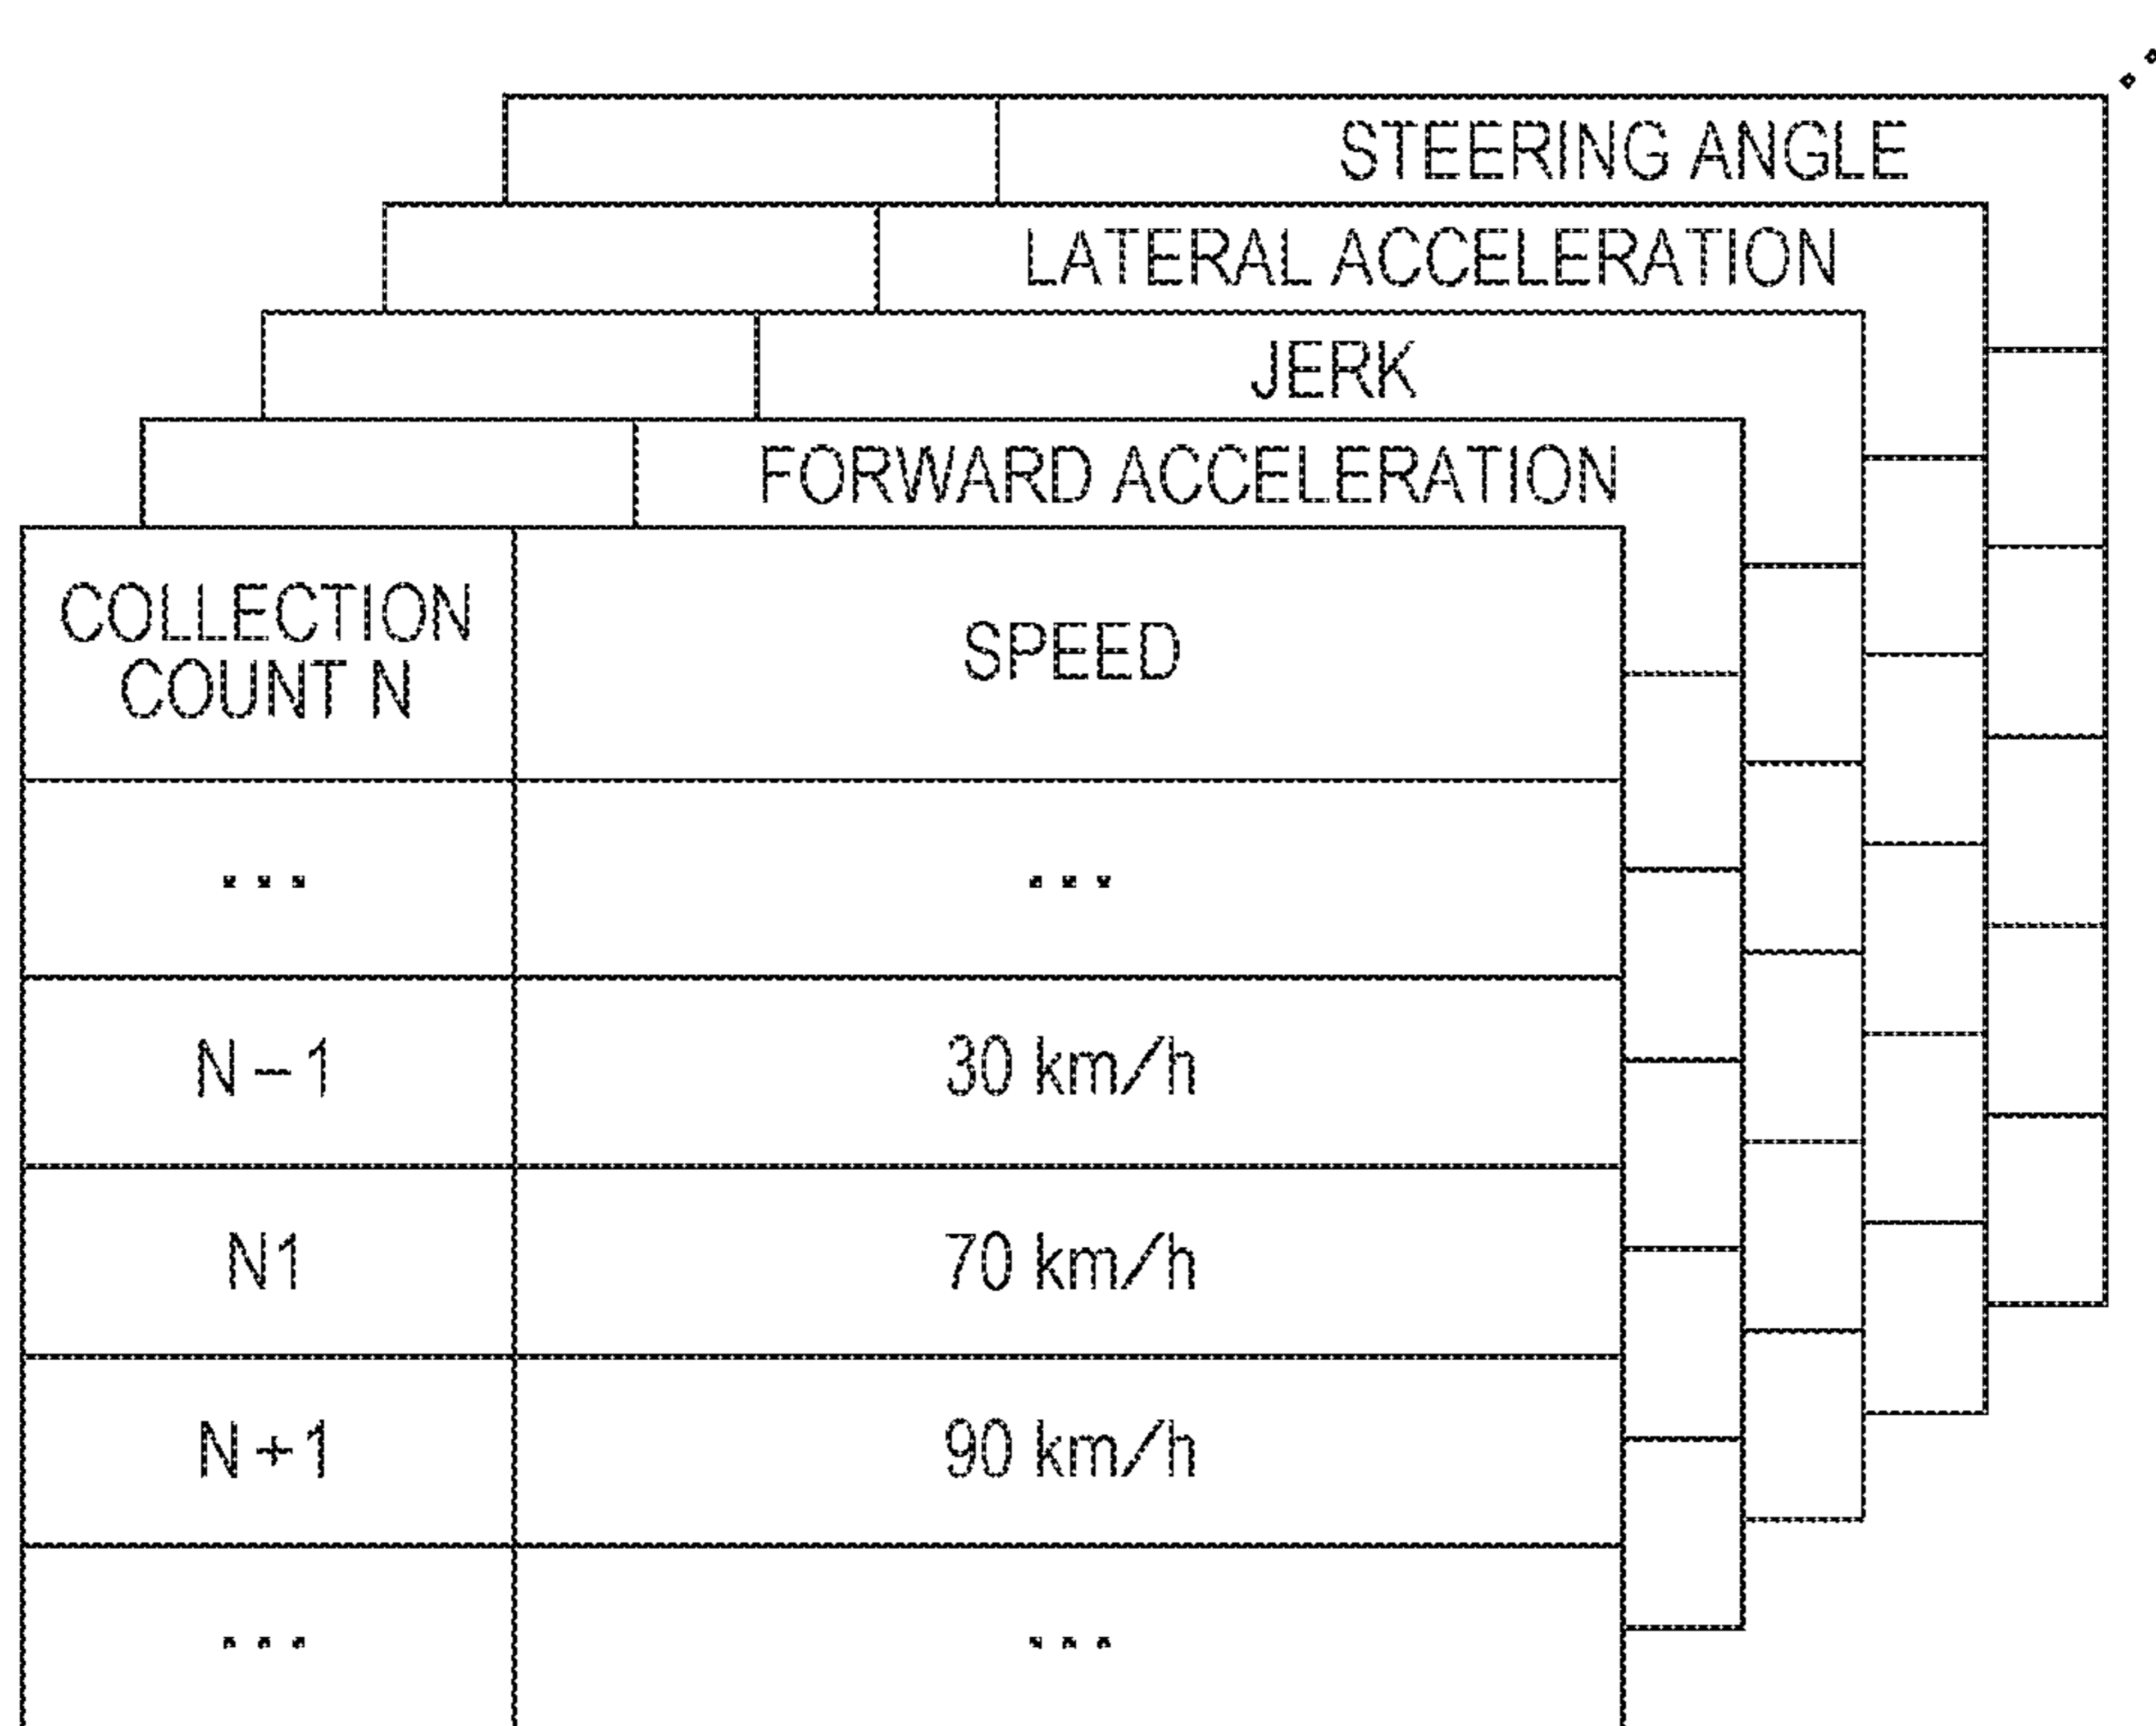 STEERING ANGLE
LATERAL ACCELERATION
JERK
FORWARD ACCELERATION
COLLECTION
COUNT N
SPEED
... ...
N-1 30 km/h
N1 70 km/h
N+1 90 km/h
... ...